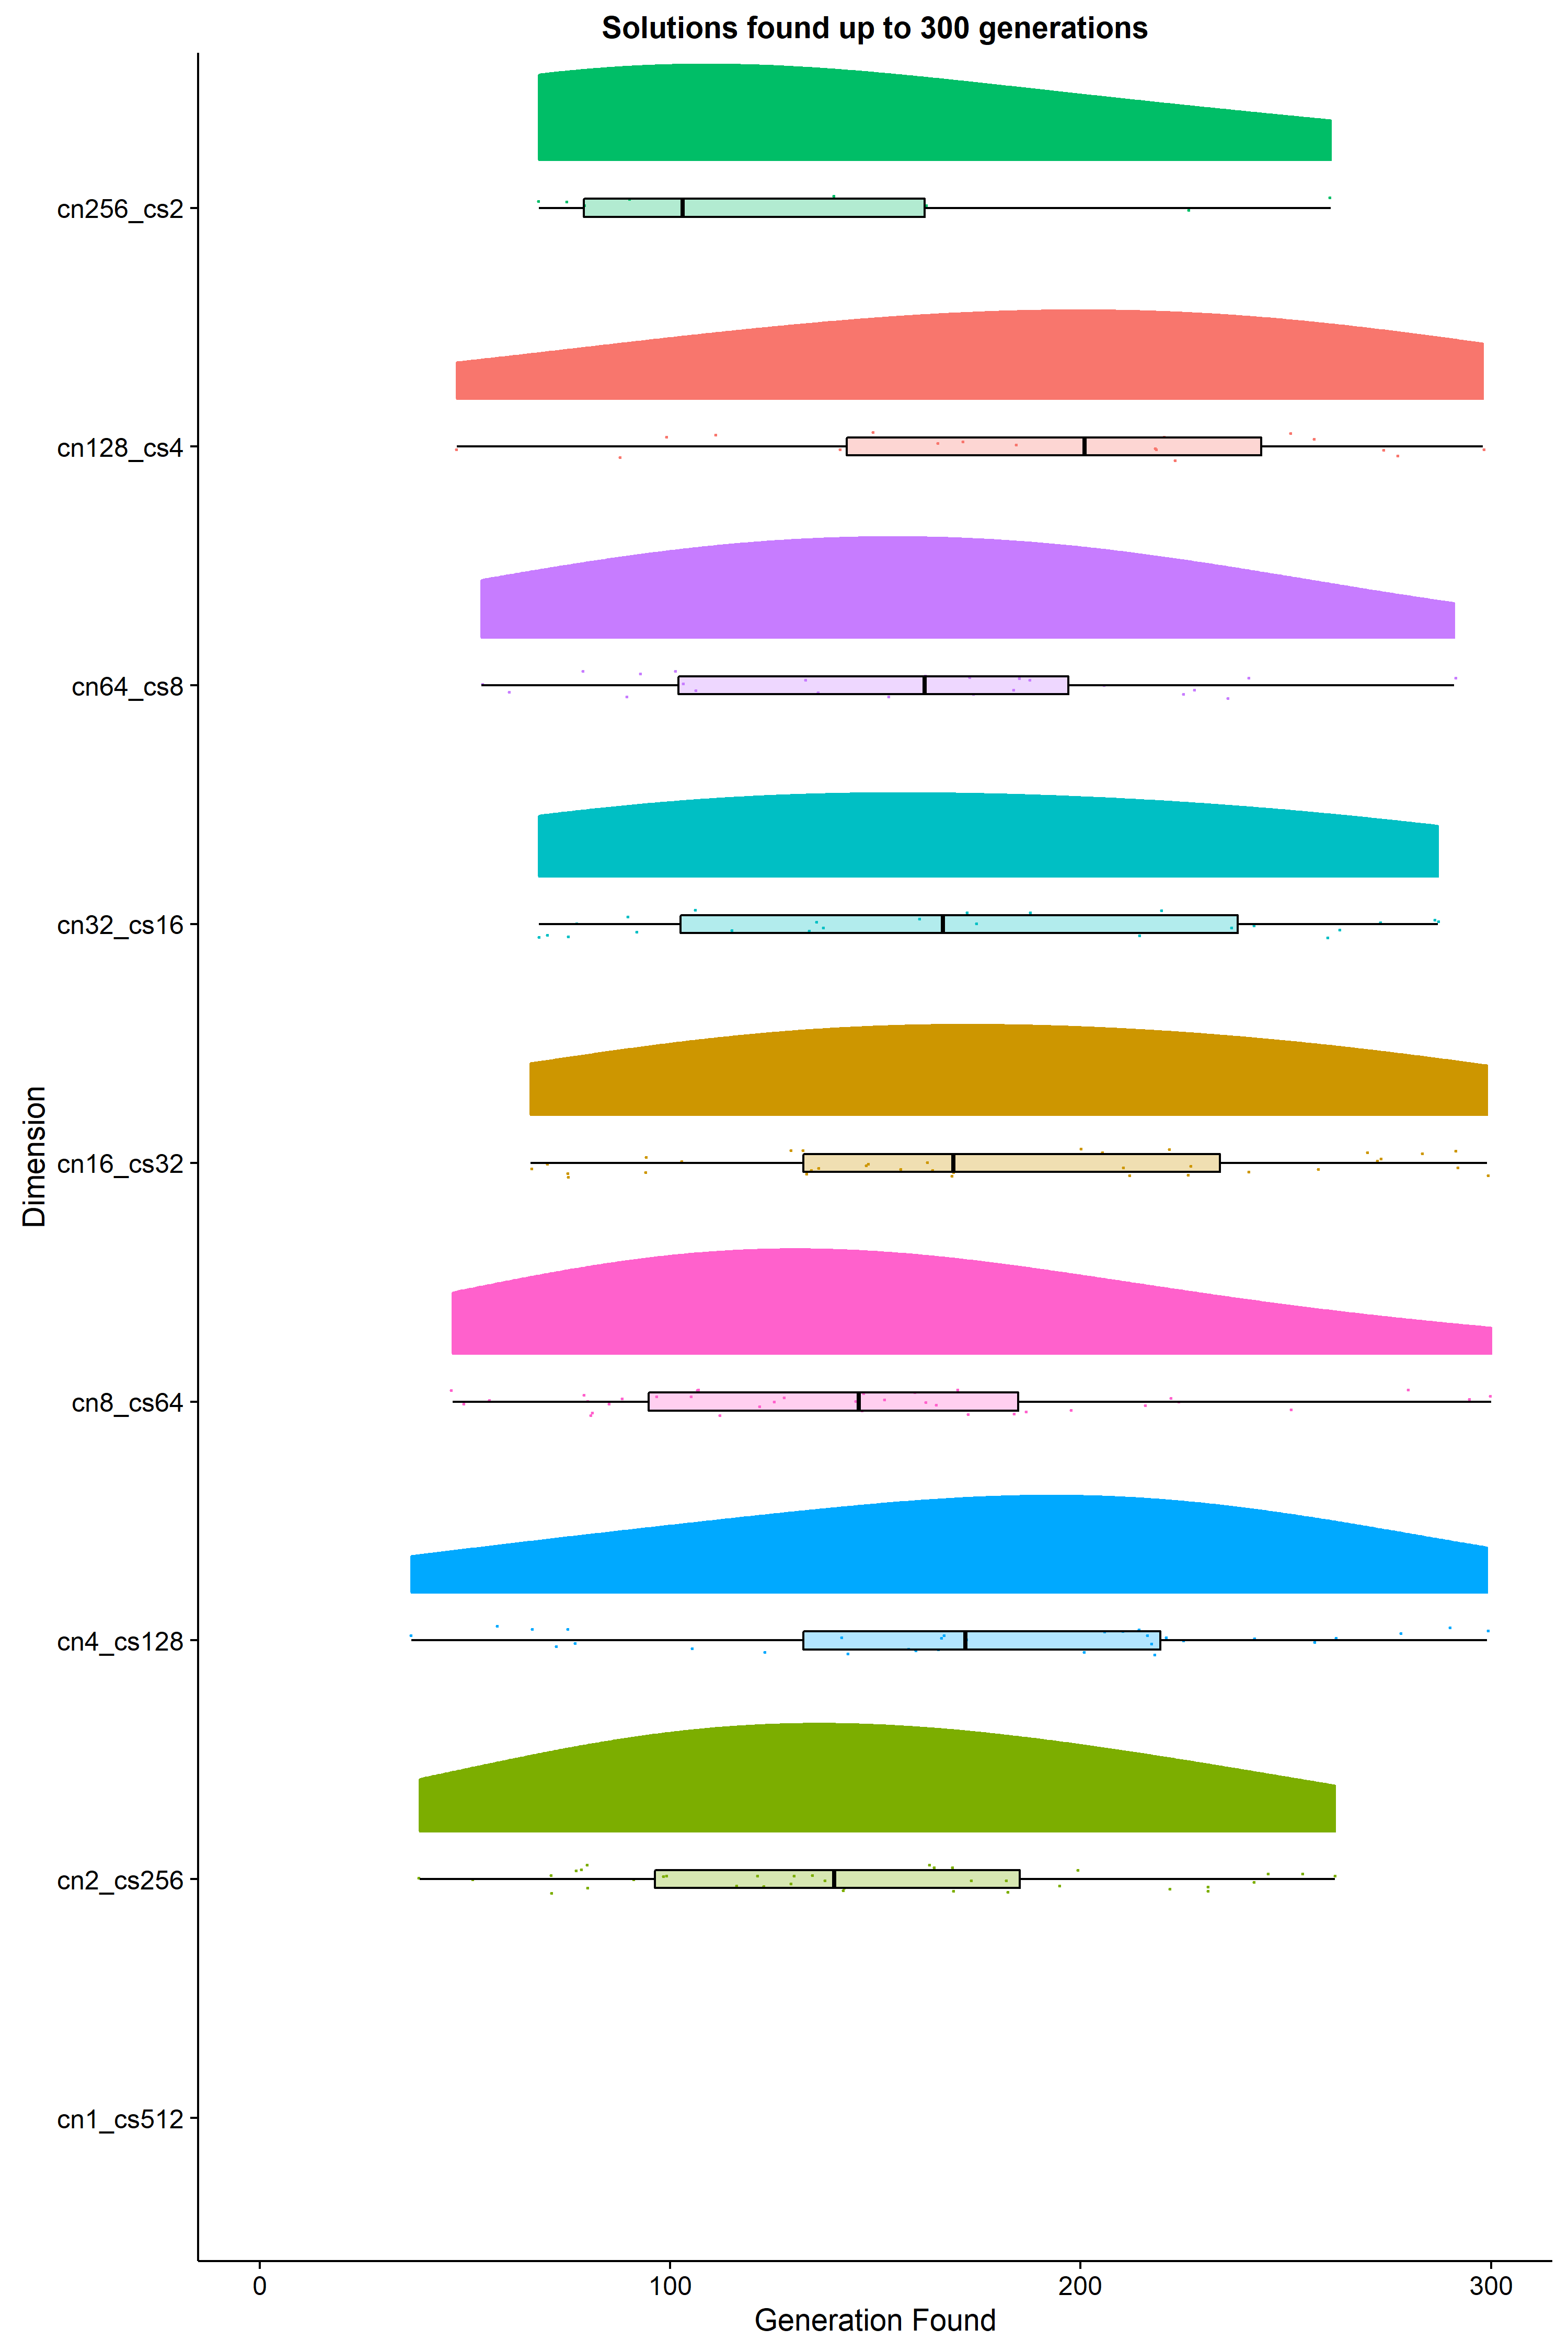 Solutions found up to 300 generations
cn256_cs2
cn128_cs4
cn64_cs8
cn32_cs16
cn16_cs32
cn8_cs64
cn4_cs128
cn2_cs256
cn1_cs512
Dimension
0 100 200 300
Generation Found